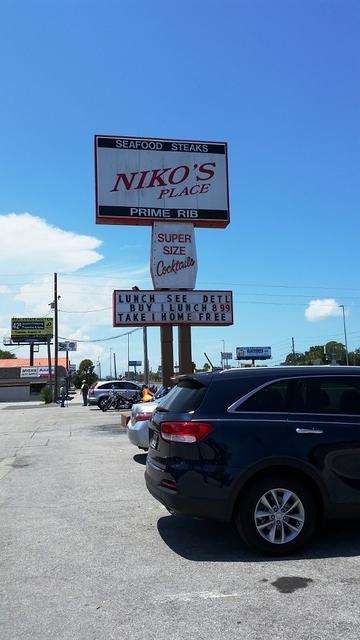 SEAFOOD STEAKS
NIKO'S
PLACE
PRIME RIB
SUPER
SIZE
Cocktails
LUNCH SEE DETL
BUY 1 LUNCH 8 99
TAKE 1 HOME FREE